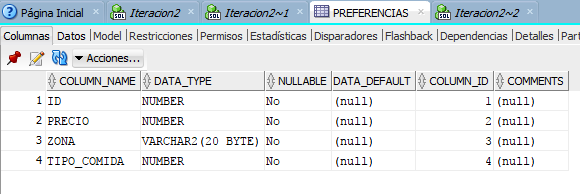 Página Inicial Iteracion2 Iteracion2~1 PREFERENCIAS Iteracion2~2
Columnas Datos Model Restricciones Permisos Estadísticas Disparadores Flashback Dependencias Detalles Part
Acciones...
COLUMN_NAME DATA_TYPE NULLABLE DATA_DEFAULT COLUMN_ID COMMENTS
1 ID NUMBER No (null) 1 (null)
2 PRECIO NUMBER No (null) 2 (null)
3 ZONA VARCHAR2(20 BYTE) No (null) 3 (null)
4 TIPO_COMIDA NUMBER No (null) 4 (null)